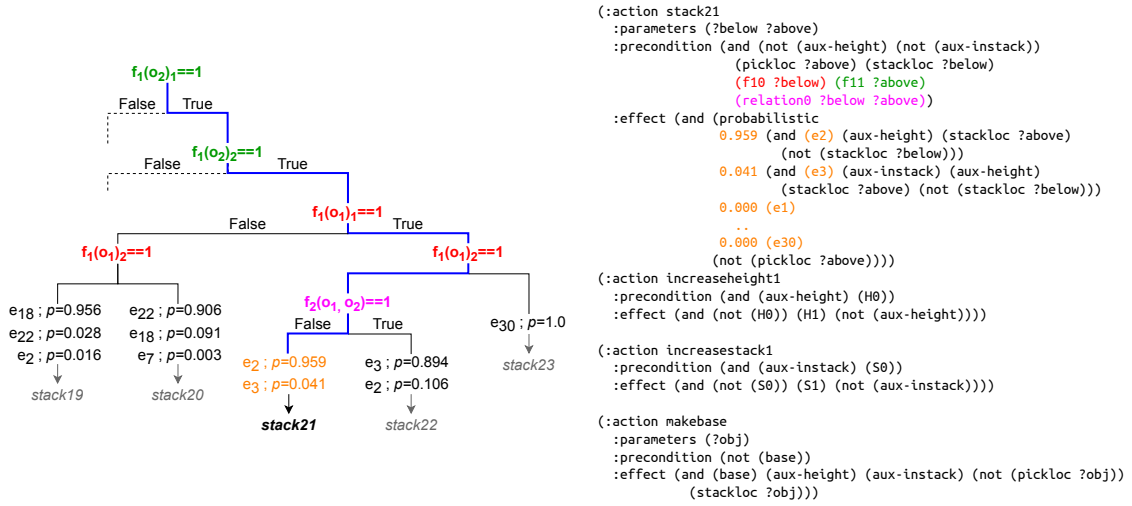 f1(o2)1==1
False
True
f1(o2)2==1
False
True
f1(o1)1==1
False
True
f1(o1)2==1
f1(o1)2==1
e18 ; p=0.956
e22 ; p=0.028
e2 ; p=0.016
stack19
e22 ; p=0.906
e18 ; p=0.091
e7 ; p=0.003
stack20
f2(o1, o2)==1
False
True
e2 ; p=0.959
e3 ; p=0.041
stack21
e3 ; p=0.894
e2 ; p=0.106
stack22
e30 ; p=1.0
stack23
(:action stack21
:parameters (?below ?above)
:precondition (and (not (aux-height) (not (aux-instack))
(pickloc ?above) (stackloc ?below)
(f10 ?below) (f11 ?above)
(relation0 ?below ?above))
:effect (and (probabilistic
0.959 (and (e2) (aux-height) (stackloc ?above)
(not (stackloc ?below)))
0.041 (and (e3) (aux-instack) (aux-height)
(stackloc ?above) (not (stackloc ?below)))
0.000 (e1)
..
0.000 (e30)
(not (pickloc ?above))))
(:action increaseheight1
:precondition (and (aux-height) (H0))
:effect (and (not (H0)) (H1) (not (aux-height))))
(:action increasestack1
:precondition (and (aux-instack) (S0))
:effect (and (not (S0)) (S1) (not (aux-instack))))
(:action makebase
:parameters (?obj)
:precondition (not (base))
:effect (and (base) (aux-height) (aux-instack) (not (pickloc ?obj))
(stackloc ?obj)))